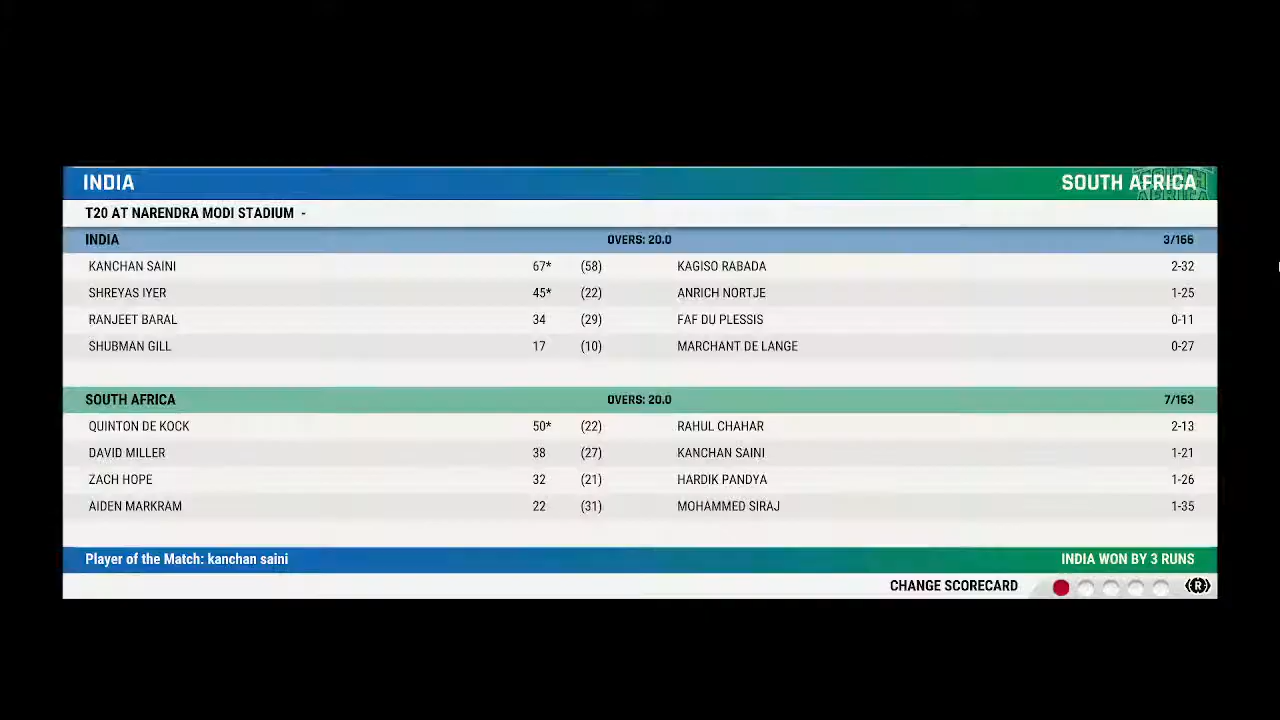 INDIA SOUTH AFRICA
T20 AT NARENDRA MODI STADIUM -
INDIA OVERS: 20.0 3/166
KANCHAN SAINI 67* (58) KAGISO RABADA 2-32
SHREYAS IYER 45* (22) ANRICH NORTJE 1-25
RANJEET BARAL 34 (29) FAF DU PLESSIS 0-11
SHUBMAN GILL 17 (10) MARCHANT DE LANGE 0-27
SOUTH AFRICA OVERS: 20.0 7/163
QUINTON DE KOCK 50* (22) RAHUL CHAHAR 2-13
DAVID MILLER 38 (27) KANCHAN SAINI 1-21
ZACH HOPE 32 (21) HARDIK PANDYA 1-26
AIDEN MARKRAM 22 (31) MOHAMMED SIRAJ 1-35
Player of the Match: kanchan saini INDIA WON BY 3 RUNS
CHANGE SCORECARD R